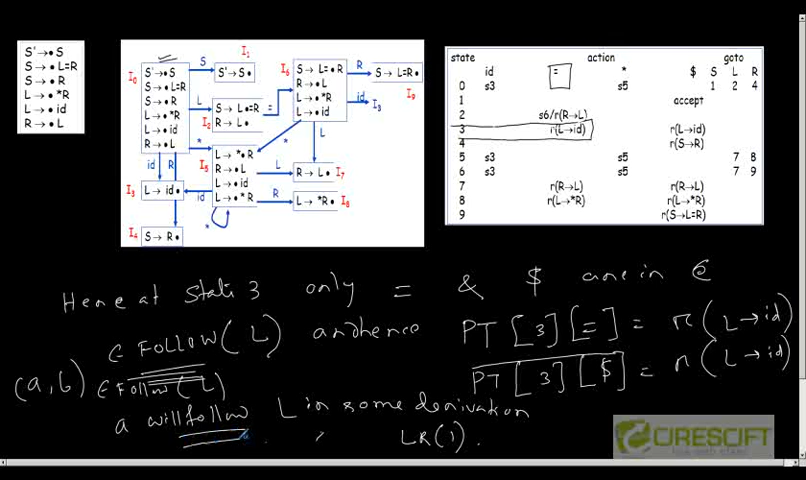 S'→• S
S→• L=R
S→• R
L→• *R
L→• id
R→• L
I0
S'→•S
S→•L=R
S→•R
L→•*R
L→•id
R→•L
S
I1
S'→S•
L
S→L•=R
R→L•
I2
=
I6
S→L=•R
R→•L
L→•*R
L→•id
R
S→L=R•
I9
id
I3
*
L
*
I5
L→*•R
R→•L
L→•id
L→•*R
*
L
R→L•
I7
R
L→*R•
I8
id
R
id
I3
L→id•
I4
S→R•
state action goto
id = * $ S L R
0 s3 s5 1 2 4
1 accept
2 s6/r(R→L)
3 r(L→id) r(L→id)
4 r(S→R)
5 s3 s5 7 8
6 s3 s5 7 9
7 r(R→L) r(R→L)
8 r(L→*R) r(L→*R)
9 r(S→L=R)
Hence at State 3 only = & $ are in ∈
∈ FOLLOW(L) and hence PT[3][=] = r(L→id)
PT[3][$] = r(L→id)
(a,b) ∈ Follow(L)
a will follow L in some derivation
LR(1).